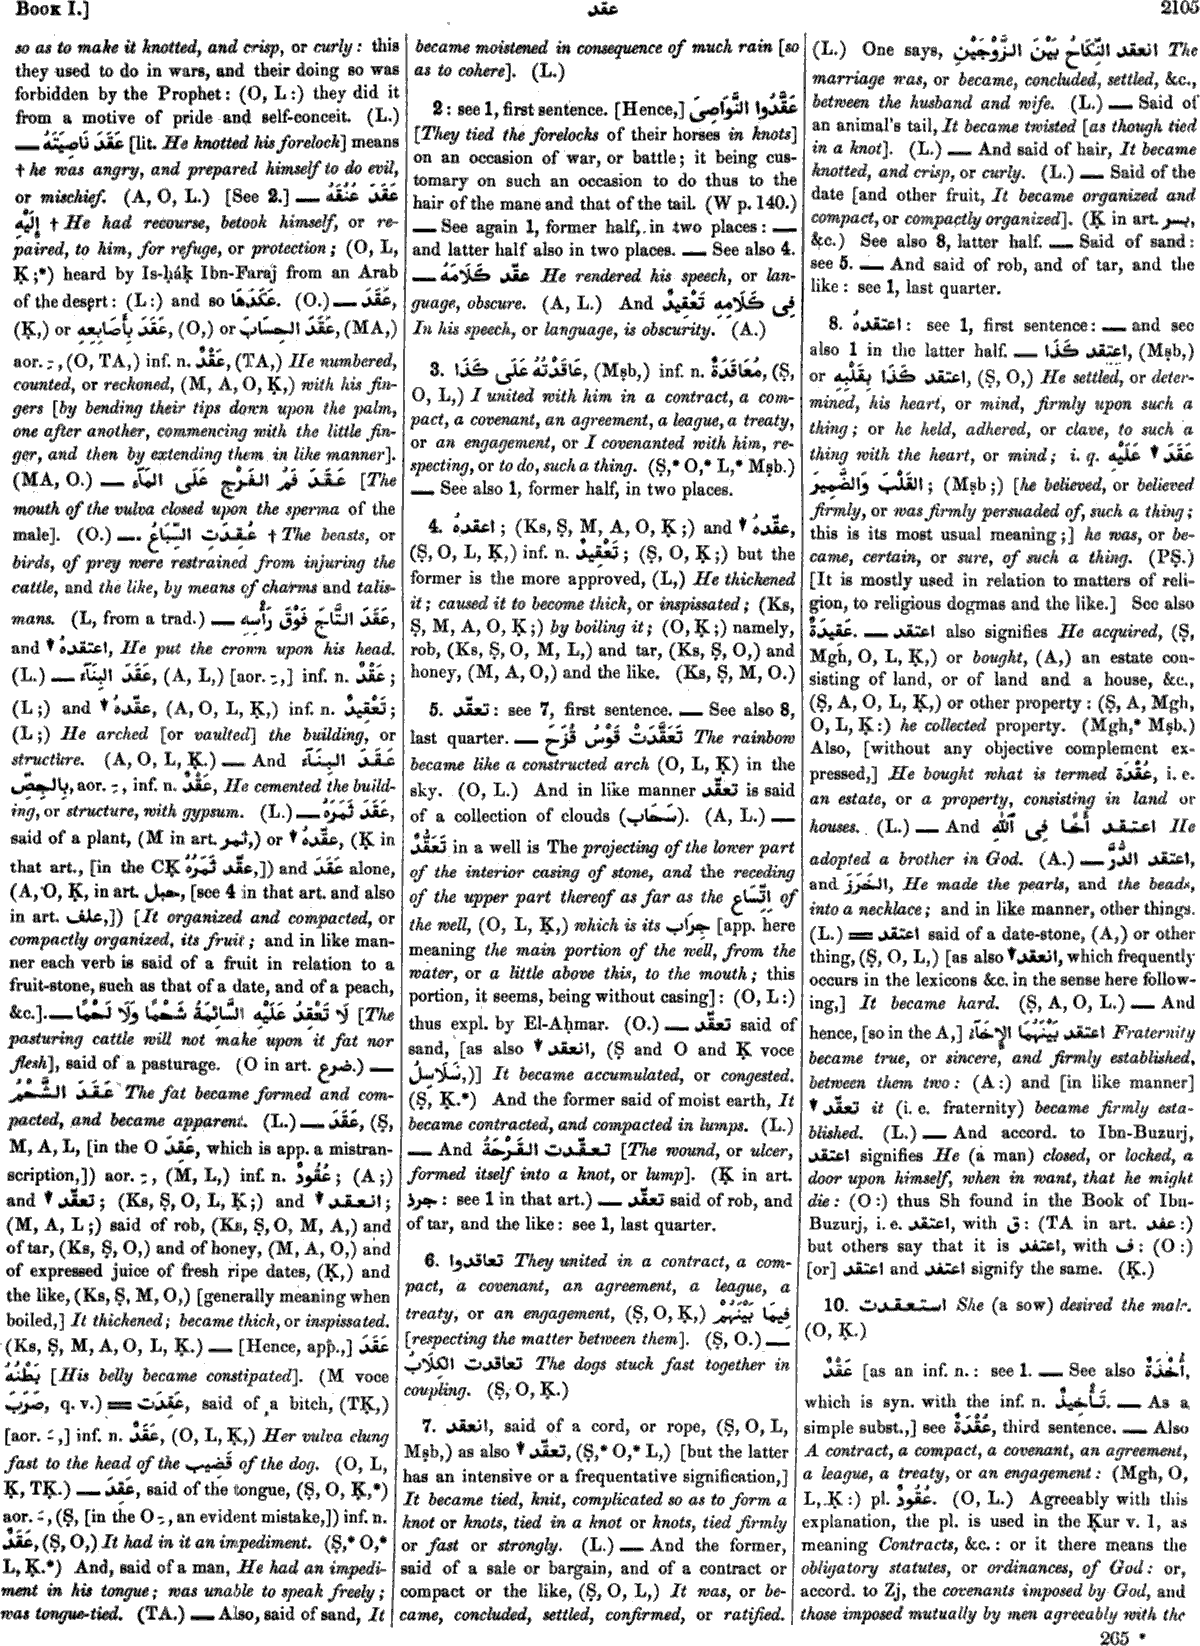 Book I.]
عقد
2105
so as to make it knotted, and crisp, or curly: this
they used to do in wars, and their doing so was
forbidden by the Prophet: (O, L:) they did it
from a motive of pride and self-conceit. (L.)
— عَقَدَ نَاصِيَتَهُ [lit. He knotted his forelock] means
† he was angry, and prepared himself to do evil,
or mischief. (A, O, L.) [See 2.] — عَقَدَ عُنُقَهُ
إِلَيْهِ † He had recourse, betook himself, or re-
paired, to him, for refuge, or protection; (O, L,
Ḳ;*) heard by Is-ḥáḳ Ibn-Faraj from an Arab
of the desert: (L:) and so عَكَدَهَا. (O.) — عَقَدَ,
(Ḳ,) or عَقَدَ بِأَصَابِعِهِ, (O,) or عَقَدَ الحِسَابَ, (MA,)
aor. ـِ, (O, TA,) inf. n. عَقْدٌ, (TA,) He numbered,
counted, or reckoned, (M, A, O, Ḳ,) with his fin-
gers [by bending their tips down upon the palm,
one after another, commencing with the little fin-
ger, and then by extending them in like manner].
(MA, O.) — عَقَدَ فَمُ الفَرْجِ عَلَى المَآءِ [The
mouth of the vulva closed upon the sperma of the
male]. (O.) — عُقِدَتِ السِّبَاعُ † The beasts, or
birds, of prey were restrained from injuring the
cattle, and the like, by means of charms and talis-
mans. (L, from a trad.) — عَقَدَ التَّاجَ فَوْقَ رَأْسِهِ,
and ▼ اعتقدهُ, He put the crown upon his head.
(L.) — عَقَدَ البِنَآءَ, (A, L,) [aor. ـِ,] inf. n. عَقْدٌ;
(L;) and ▼ عقّدهُ, (A, O, L, Ḳ,) inf. n. تَعْقِيدٌ;
(L;) He arched [or vaulted] the building, or
structure. (A, O, L, Ḳ.) — And عَقَدَ البِنَآءَ
بِالجِصِّ, aor. ـِ, inf. n. عَقْدٌ, He cemented the build-
ing, or structure, with gypsum. (L.) — عَقَدَ ثَمَرَهُ,
said of a plant, (M in art. ثمر,) or ▼ عقّدهُ, (Ḳ in
that art., [in the CḲ عقّد ثَمَرُهُ,]) and عَقَدَ alone,
(A, O, Ḳ, in art. حبل, [see 4 in that art. and also
in art. علف,]) [It organized and compacted, or
compactly organized, its fruit; and in like man-
ner each verb is said of a fruit in relation to a
fruit-stone, such as that of a date, and of a peach,
&c.]. — لَا تَعْقِدُ عَلَيْهِ السَّائِمَةُ شَحْمًا وَلَا لَحْمًا [The
pasturing cattle will not make upon it fat nor
flesh], said of a pasturage. (O in art. ضرع.) —
عَقَدَ الشَّحْمُ The fat became formed and com-
pacted, and became apparent. (L.) — عَقَدَ, (Ṣ,
M, A, L, [in the O عَقِدَ, which is app. a mistran-
scription,]) aor. ـِ, (M, L,) inf. n. عُقُودٌ; (A;)
and ▼ تعقّد; (Ks, Ṣ, O, L, Ḳ;) and ▼ انعقد;
(M, A, L;) said of rob, (Ks, Ṣ, O, M, A,) and
of tar, (Ks, Ṣ, O,) and of honey, (M, A, O,) and
of expressed juice of fresh ripe dates, (Ḳ,) and
the like, (Ks, Ṣ, M, O,) [generally meaning when
boiled,] It thickened; became thick, or inspissated.
(Ks, Ṣ, M, A, O, L, Ḳ.) — [Hence, app.,] عَقَدَ
بَطْنُهُ [His belly became constipated]. (M voce
صَرَبَ, q. v.) = عَقِدَت, said of a bitch, (TḲ,)
[aor. ـَ,] inf. n. عَقَدٌ, (O, L, Ḳ,) Her vulva clung
fast to the head of the قَضِيب of the dog. (O, L,
Ḳ, TḲ.) — عَقِدَ, said of the tongue, (Ṣ, O, Ḳ,*)
aor. ـَ, (Ṣ, [in the O ـِ, an evident mistake,]) inf. n.
عَقَدٌ, (Ṣ, O,) It had in it an impediment. (Ṣ,* O,*
L, Ḳ.*) And, said of a man, He had an impedi-
ment in his tongue; was unable to speak freely;
was tongue-tied. (TA.) — Also, said of sand, It
became moistened in consequence of much rain [so
as to cohere]. (L.)
2: see 1, first sentence. [Hence,] عَقَّدُوا النَّوَاصِىَ
[They tied the forelocks of their horses in knots]
on an occasion of war, or battle; it being cus-
tomary on such an occasion to do thus to the
hair of the mane and that of the tail. (W p. 140.)
— See again 1, former half, in two places: —
and latter half also in two places. — See also 4.
— عقّد كَلَامَهُ He rendered his speech, or lan-
guage, obscure. (A, L.) And فِى كَلَامِهِ تَعْقِيدٌ
In his speech, or language, is obscurity. (A.)
3. عَاقَدْتُهُ عَلَى كَذَا, (Mṣb,) inf. n. مُعَاقَدَةٌ, (Ṣ,
O, L,) I united with him in a contract, a com-
pact, a covenant, an agreement, a league, a treaty,
or an engagement, or I covenanted with him, re-
specting, or to do, such a thing. (Ṣ,* O,* L,* Mṣb.)
— See also 1, former half, in two places.
4. اعقدهُ; (Ks, Ṣ, M, A, O, Ḳ;) and ▼ عقّدهُ,
(Ṣ, O, L, Ḳ,) inf. n. تَعْقِيدٌ; (Ṣ, O, Ḳ;) but the
former is the more approved, (L,) He thickened
it; caused it to become thick, or inspissated; (Ks,
Ṣ, M, A, O, Ḳ;) by boiling it; (O, Ḳ;) namely,
rob, (Ks, Ṣ, O, M, L,) and tar, (Ks, Ṣ, O,) and
honey, (M, A, O,) and the like. (Ks, Ṣ, M, O.)
5. تعقّد: see 7, first sentence. — See also 8,
last quarter. — تَعَقَّدَتْ قَوْسُ قُزَحَ The rainbow
became like a constructed arch (O, L, Ḳ) in the
sky. (O, L.) And in like manner تعقّد is said
of a collection of clouds (سَحَاب). (A, L.) —
تَعَقُّدٌ in a well is The projecting of the lower part
of the interior casing of stone, and the receding
of the upper part thereof as far as the اتِّسَاع of
the well, (O, L, Ḳ,) which is its جِرَاب [app. here
meaning the main portion of the well, from the
water, or a little above this, to the mouth; this
portion, it seems, being without casing]: (O, L:)
thus expl. by El-Aḥmar. (O.) — تعقّد said of
sand, [as also ▼ انعقد, (Ṣ and O and Ḳ voce
سَلَاسِلُ,)] It became accumulated, or congested.
(Ṣ, Ḳ.*) And the former said of moist earth, It
became contracted, and compacted in lumps. (L.)
— And تعقّدت القَرْحَةُ [The wound, or ulcer,
formed itself into a knot, or lump]. (Ḳ in art.
جرذ: see 1 in that art.) — تعقّد said of rob, and
of tar, and the like: see 1, last quarter.
6. تعاقدوا They united in a contract, a com-
pact, a covenant, an agreement, a league, a
treaty, or an engagement, (Ṣ, O, Ḳ,) فِيمَا بَيْنَهُمْ
[respecting the matter between them]. (Ṣ, O.) —
تعاقدت الكِلَابُ The dogs stuck fast together in
coupling. (Ṣ, O, Ḳ.)
7. انعقد, said of a cord, or rope, (Ṣ, O, L,
Mṣb,) as also ▼ تعقّد, (Ṣ,* O,* L,) [but the latter
has an intensive or a frequentative signification,]
It became tied, knit, complicated so as to form a
knot or knots, tied in a knot or knots, tied firmly
or fast or strongly. (L.) — And the former,
said of a sale or bargain, and of a contract or
compact or the like, (Ṣ, O, L,) It was, or be-
came, concluded, settled, confirmed, or ratified.
(L.) One says, انعقد النِّكَاحُ بَيْنَ الزَّوْجَيْنِ The
marriage was, or became, concluded, settled, &c.,
between the husband and wife. (L.) — Said of
an animal's tail, It became twisted [as though tied
in a knot]. (L.) — And said of hair, It became
knotted, and crisp, or curly. (L.) — Said of the
date [and other fruit, It became organized and
compact, or compactly organized]. (Ḳ in art. بسر,
&c.) See also 8, latter half. — Said of sand:
see 5. — And said of rob, and of tar, and the
like: see 1, last quarter.
8. اعتقدهُ: see 1, first sentence: — and see
also 1 in the latter half. — اعتقد كَذَا, (Mṣb,)
or اعتقد كَذَا بِقَلْبِهِ, (Ṣ, O,) He settled, or deter-
mined, his heart, or mind, firmly upon such a
thing; or he held, adhered, or clave, to such a
thing with the heart, or mind; i. q. عَقَدَ ▼ عَلَيْهِ
القَلْبَ وَالضَّمِيرَ; (Mṣb;) [he believed, or believed
firmly, or was firmly persuaded of, such a thing;
this is its most usual meaning;] he was, or be-
came, certain, or sure, of such a thing. (PṢ.)
[It is mostly used in relation to matters of reli-
gion, to religious dogmas and the like.] See also
عَقِيدَةٌ. — اعتقد also signifies He acquired, (Ṣ,
Mgh, O, L, Ḳ,) or bought, (A,) an estate con-
sisting of land, or of land and a house, &c.,
(Ṣ, A, O, L, Ḳ,) or other property: (Ṣ, A, Mgh,
O, L, Ḳ:) he collected property. (Mgh,* Mṣb.)
Also, [without any objective complement ex-
pressed,] He bought what is termed عُقْدَة, i. e.
an estate, or a property, consisting in land or
houses. (L.) — And اعتقد أَخًا فِى ٱللّٰهِ He
adopted a brother in God. (A.) — اعتقد الدُّرَّ,
and الخَرَزَ, He made the pearls, and the beads,
into a necklace; and in like manner, other things.
(L.) = اعتقد said of a date-stone, (A,) or other
thing, (Ṣ, O, L,) [as also ▼ انعقد, which frequently
occurs in the lexicons &c. in the sense here follow-
ing,] It became hard. (Ṣ, A, O, L.) — And
hence, [so in the A,] اعتقد بَيْنَهُمَا الإِخَآءُ Fraternity
became true, or sincere, and firmly established,
between them two: (A:) and [in like manner]
▼ تعقّد it (i. e. fraternity) became firmly esta-
blished. (L.) — And accord. to Ibn-Buzurj,
اعتقد signifies He (a man) closed, or locked, a
door upon himself, when in want, that he might
die: (O:) thus Sh found in the Book of Ibn-
Buzurj, i. e. اعتقد, with ق: (TA in art. عفد:)
but others say that it is اعتفد, with ف: (O:)
[or] اعتقد and اعتفد signify the same. (Ḳ.)
10. استعقدت She (a sow) desired the male.
(O, Ḳ.)
عَقْدٌ [as an inf. n.: see 1. — See also أُخْذَةٌ,
which is syn. with the inf. n. تَأْخِيذٌ. — As a
simple subst.,] see عُقْدَةٌ, third sentence. — Also
A contract, a compact, a covenant, an agreement,
a league, a treaty, or an engagement: (Mgh, O,
L, Ḳ:) pl. عُقُودٌ. (O, L.) Agreeably with this
explanation, the pl. is used in the Ḳur v. 1, as
meaning Contracts, &c.: or it there means the
obligatory statutes, or ordinances, of God: or,
accord. to Zj, the covenants imposed by God, and
those imposed mutually by men agreeably with the
265 *